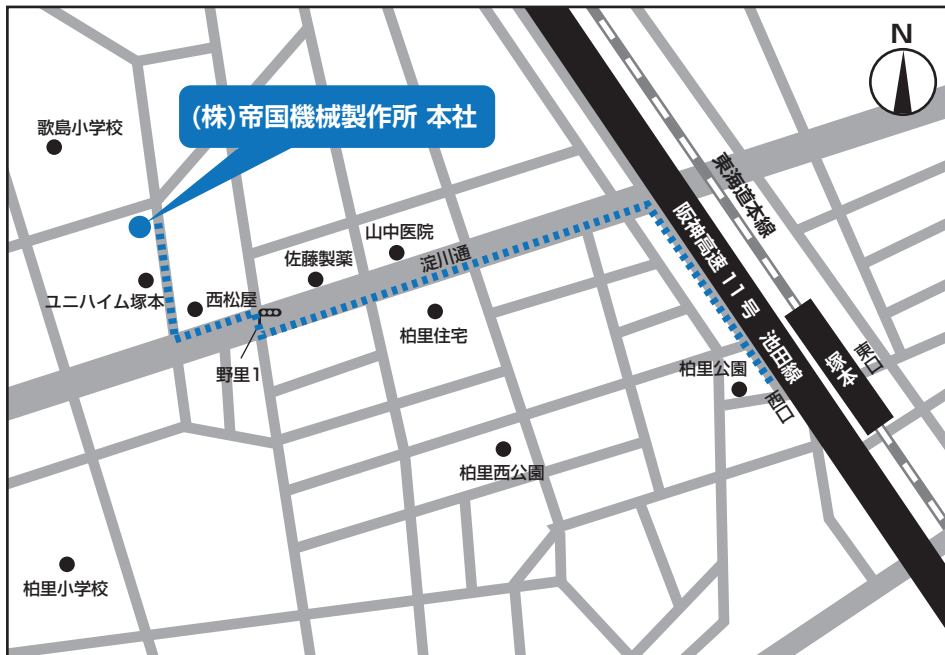 N
(株)帝国機械製作所 本社
歌島小学校
東海道本線
阪神高速 11 号 池田線
山中医院
淀川通
佐藤製薬
ユニハイム塚本
西松屋
柏里住宅
野里1
塚本
東口
柏里公園
西口
柏里西公園
柏里小学校